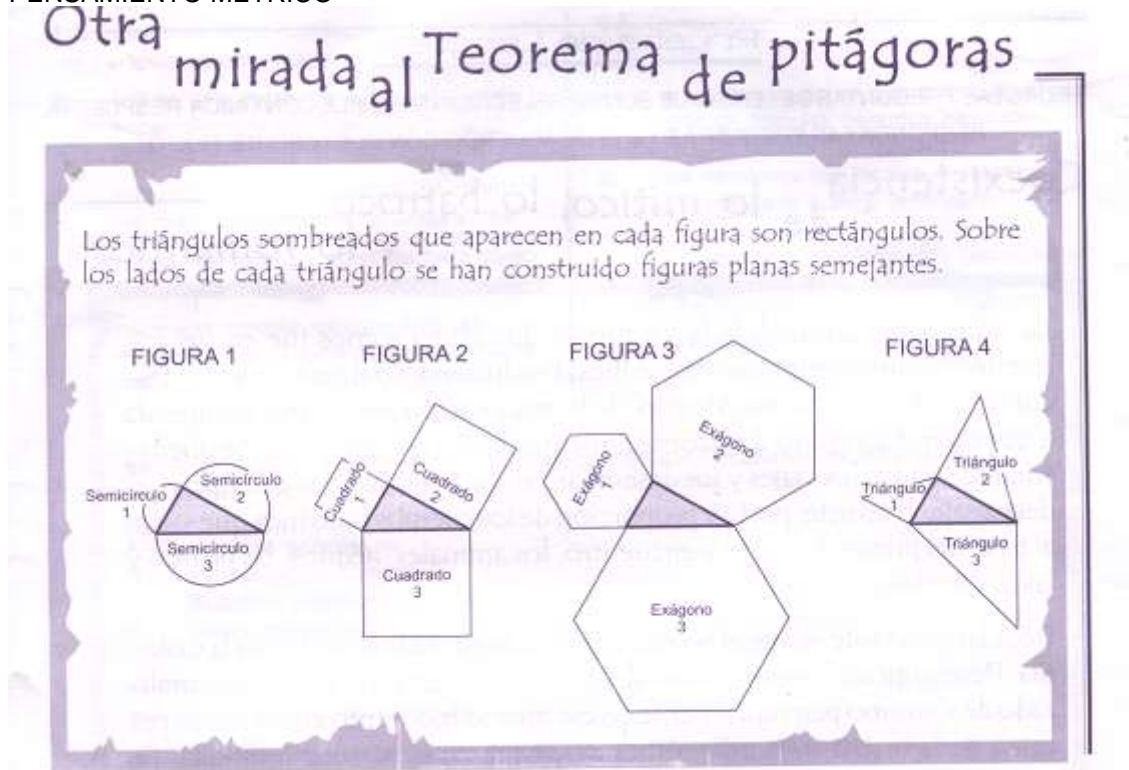 PENSAMIENTO METRICO
Otra mirada al Teorema de pitágoras
Los triángulos sombreados que aparecen en cada figura son rectángulos. Sobre
los lados de cada triángulo se han construido figuras planas semejantes.
FIGURA 1
Semicírculo
1
Semicírculo
2
Semicírculo
3
FIGURA 2
Cuadrado
1
Cuadrado
2
Cuadrado
3
FIGURA 3
Exágono
1
Exágono
2
Exágono
3
FIGURA 4
Triángulo
1
Triángulo
2
Triángulo
3